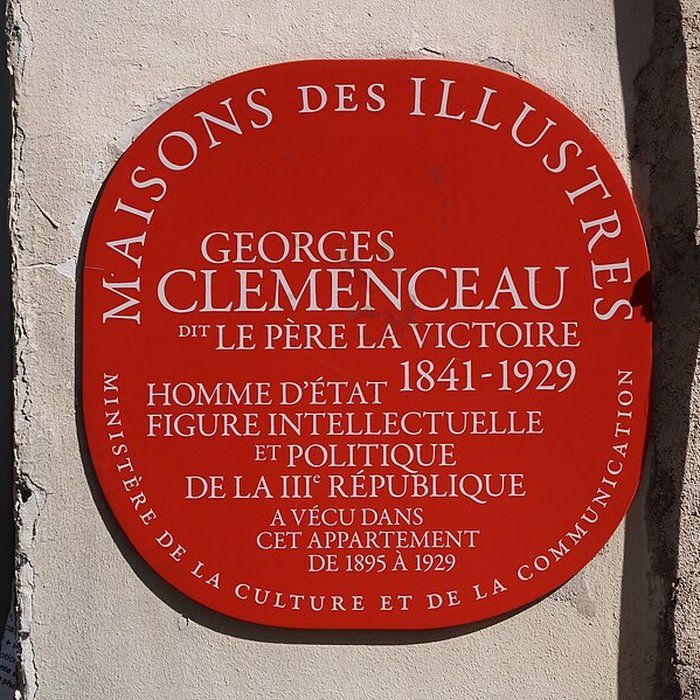 MAISONS DES ILLUSTRES
GEORGES
CLEMENCEAU
DIT LE PÈRE LA VICTOIRE
1841-1929
HOMME D'ÉTAT
FIGURE INTELLECTUELLE
ET POLITIQUE
DE LA IIIᵉ RÉPUBLIQUE
A VÉCU DANS
CET APPARTEMENT
DE 1895 À 1929
MINISTÈRE DE LA CULTURE ET DE LA COMMUNICATION